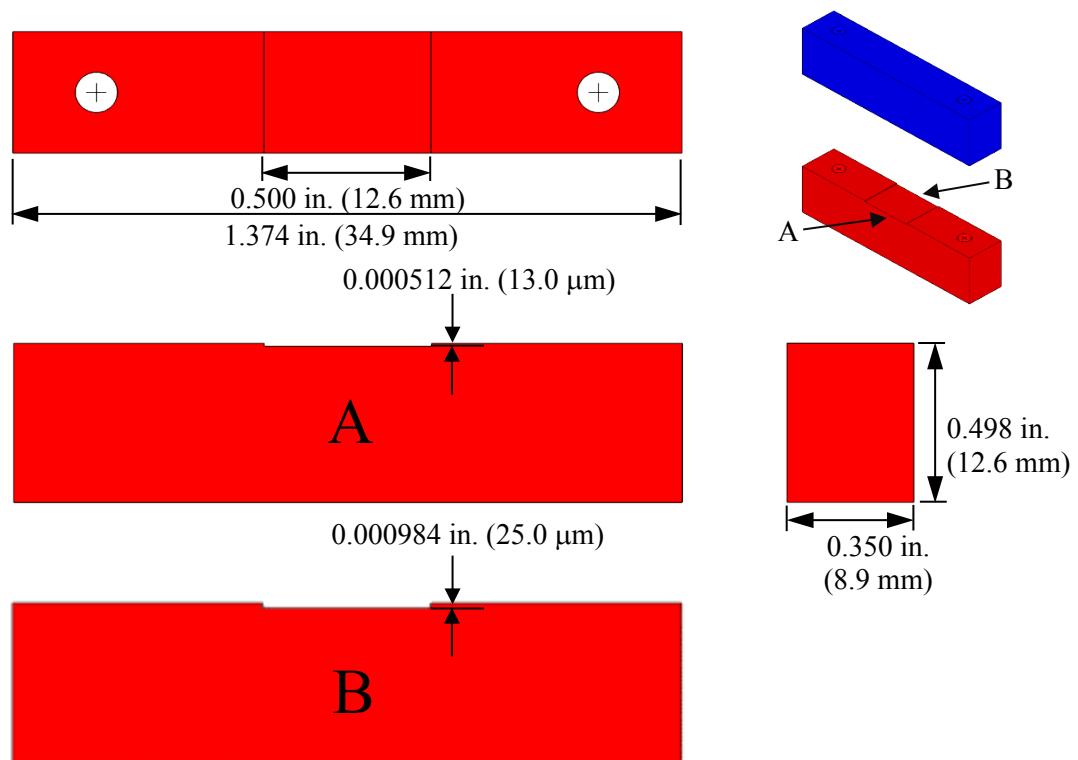 0.500 in. (12.6 mm)
1.374 in. (34.9 mm)
B
A
0.000512 in. (13.0 μm)
A
0.498 in.
(12.6 mm)
0.350 in.
(8.9 mm)
0.000984 in. (25.0 μm)
B